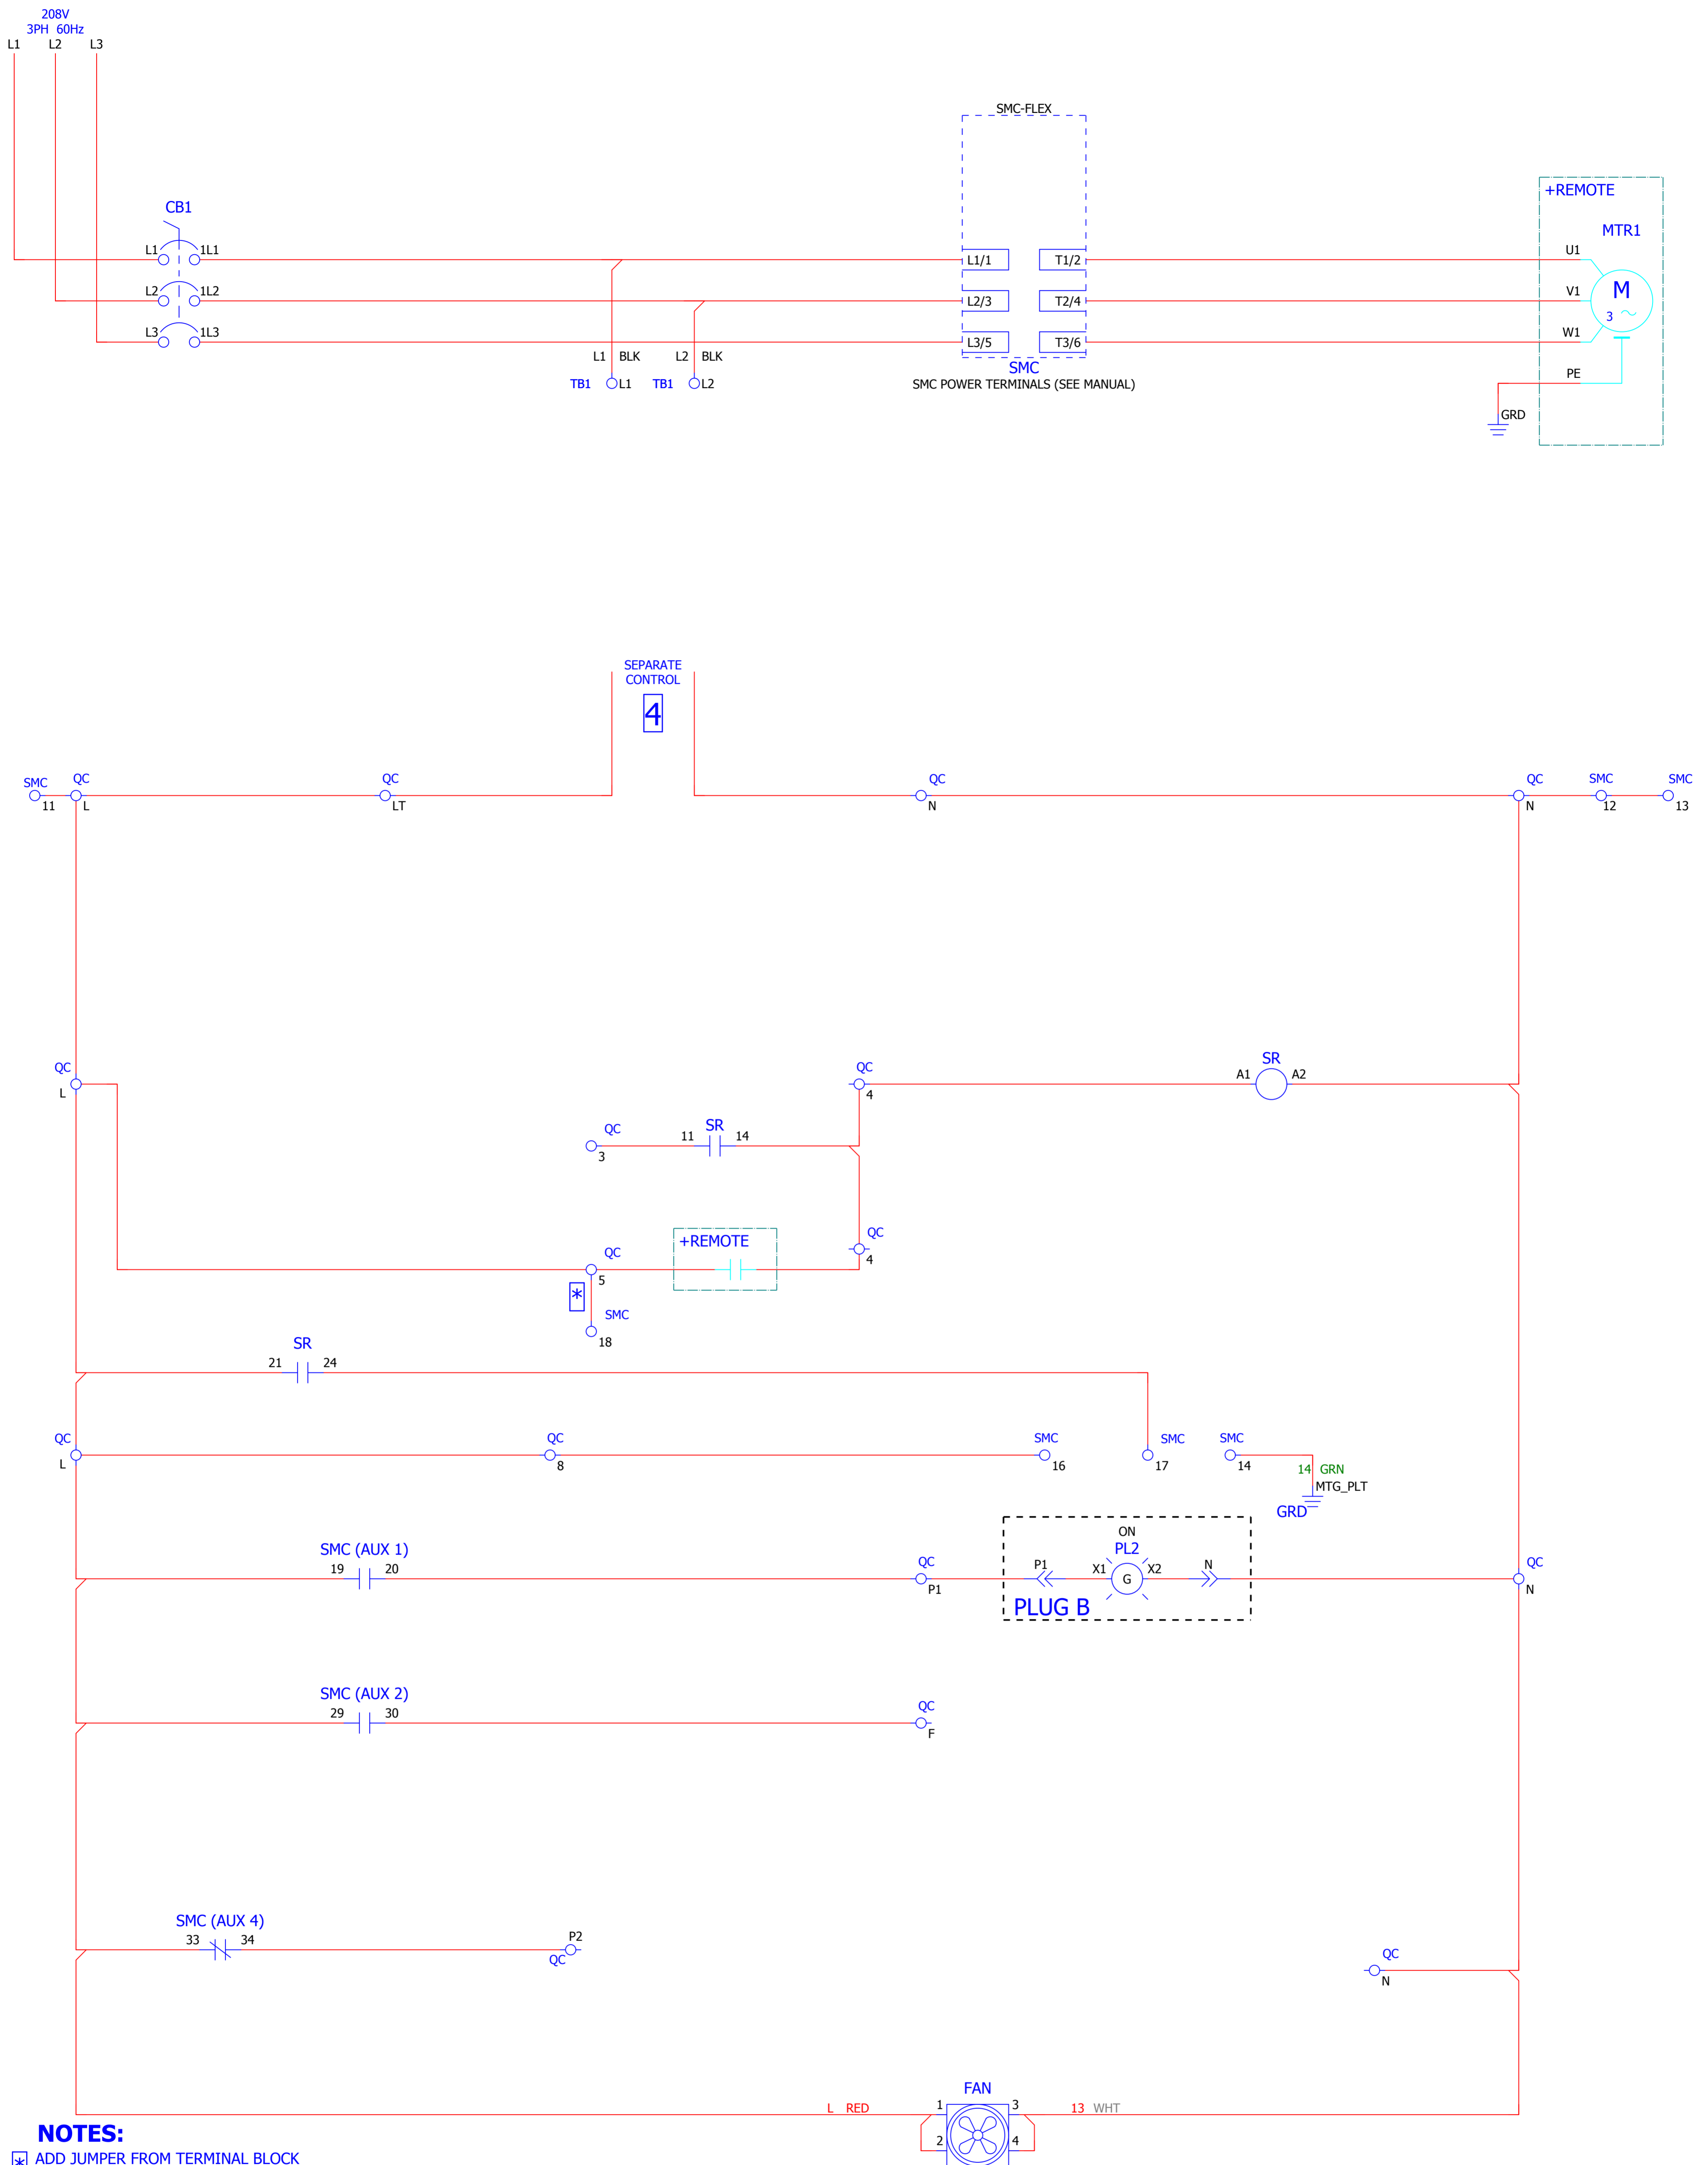 208V
3PH 60Hz
L1 L2 L3
SMC-FLEX
+REMOTE
CB1
MTR1
L1 1L1 L1/1 T1/2 U1
L2 1L2 L2/3 T2/4 V1
M
3
L3 1L3 L3/5 T3/6 W1
L1 BLK L2 BLK
SMC
PE
TB1 L1 TB1 L2
SMC POWER TERMINALS (SEE MANUAL)
GRD
SEPARATE
CONTROL
4
SMC QC QC QC QC SMC SMC
11 L LT N N 12 13
QC QC SR
A1 A2
L 4
QC SR
11 14
3
QC
+REMOTE
4
QC
5
*
SMC
18
SR
21 24
QC QC SMC SMC SMC
L 8 16 17 14
14 GRN
MTG_PLT
GRD
ON
SMC (AUX 1) PL2
19 20 QC P1 X1 G X2 N QC
P1 N
PLUG B
SMC (AUX 2)
29 30 QC
F
SMC (AUX 4)
33 34 P2
QC
QC
N
FAN
L RED 1 3 13 WHT
2 4
NOTES:
* ADD JUMPER FROM TERMINAL BLOCK